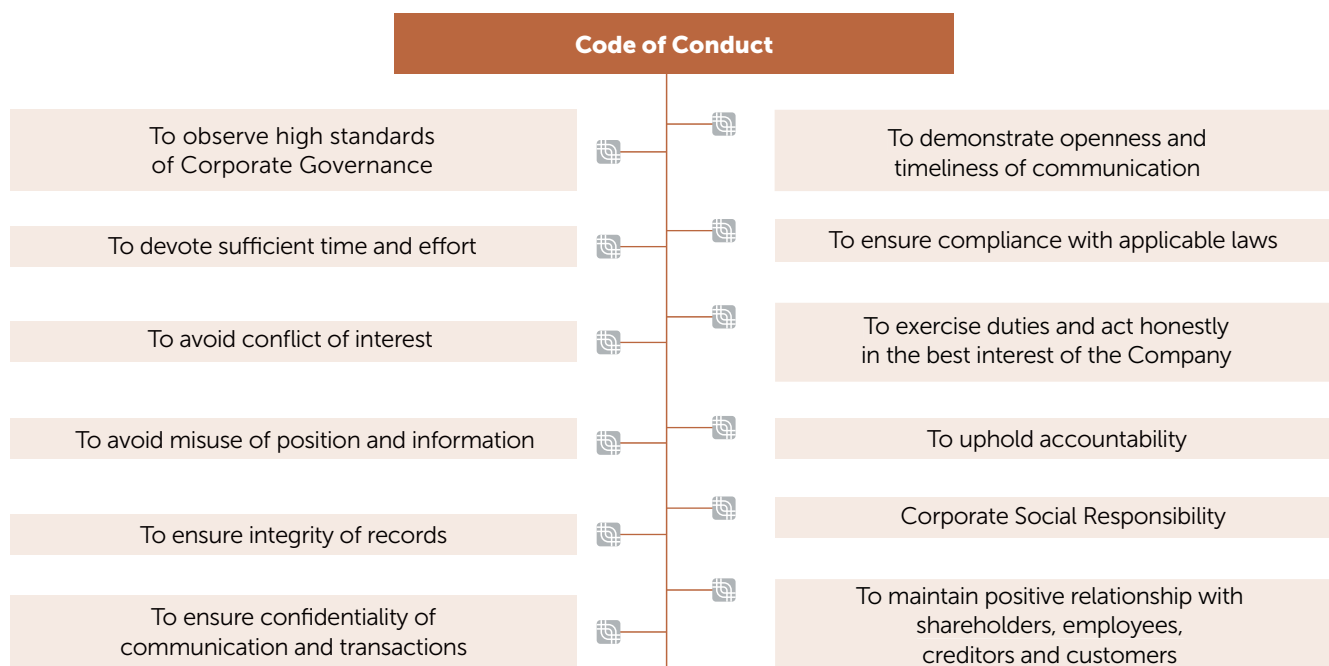 Code of Conduct
To observe high standards
of Corporate Governance
To devote sufficient time and effort
To avoid conflict of interest
To avoid misuse of position and information
To ensure integrity of records
To ensure confidentiality of
communication and transactions
To demonstrate openness and
timeliness of communication
To ensure compliance with applicable laws
To exercise duties and act honestly
in the best interest of the Company
To uphold accountability
Corporate Social Responsibility
To maintain positive relationship with
shareholders, employees,
creditors and customers